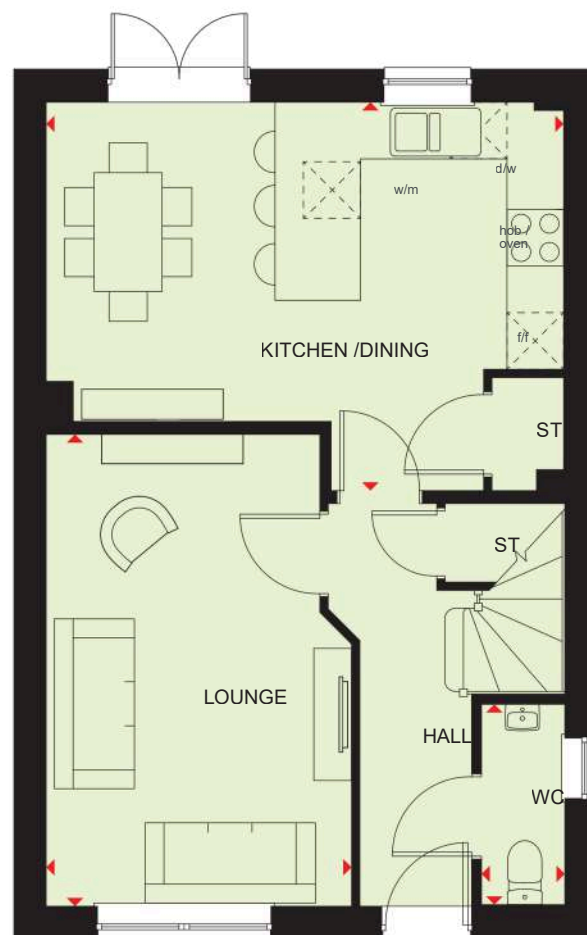 d/w
w/m
hob /
oven
f/f
KITCHEN /DINING
ST
ST
LOUNGE
HALL
WC